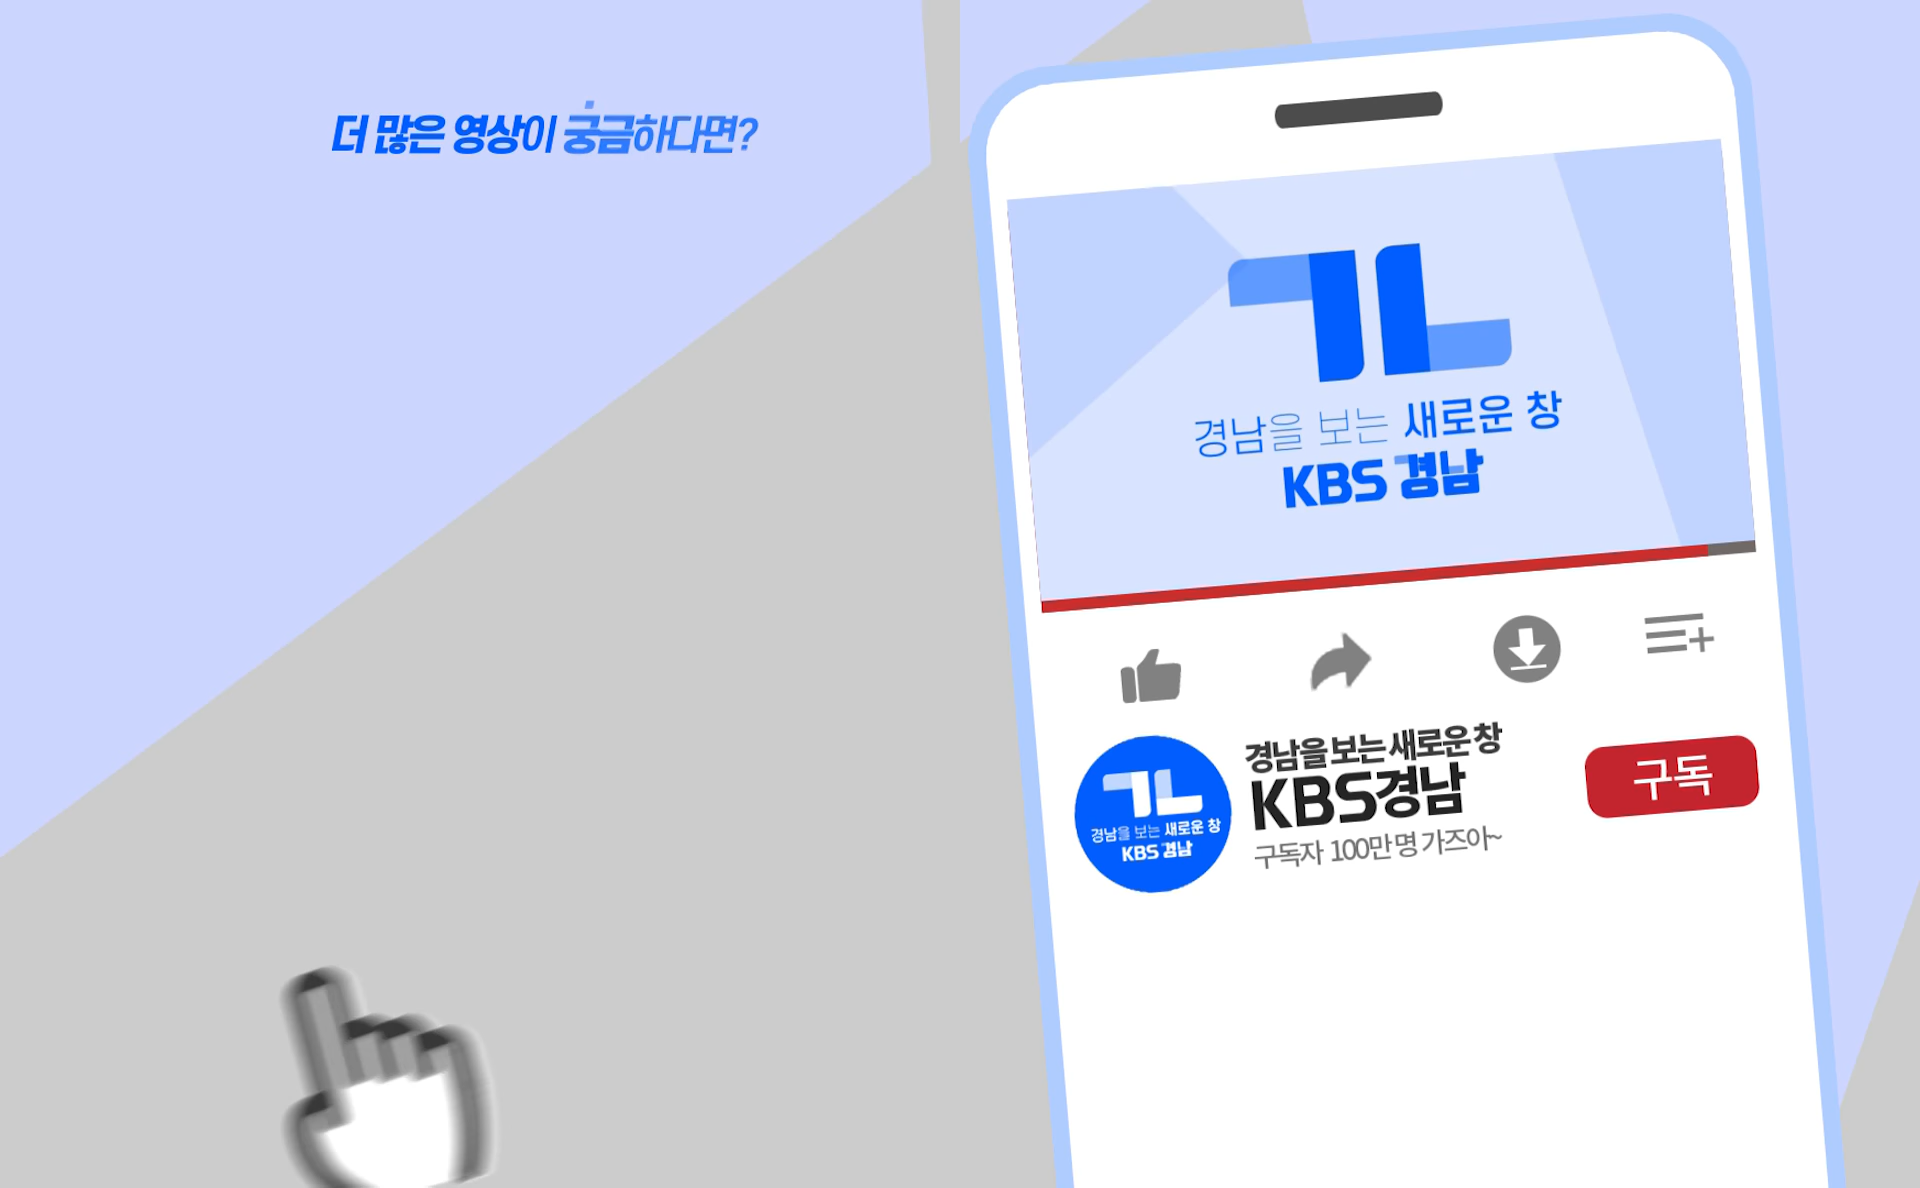 더 많은 영상이 궁금하다면?
경남을 보는 새로운 창
KBS 경남
경남을 보는 새로운 창
KBS 경남
경남을 보는 새로운 창
KBS경남
구독자 100만 명 가즈아~
구독